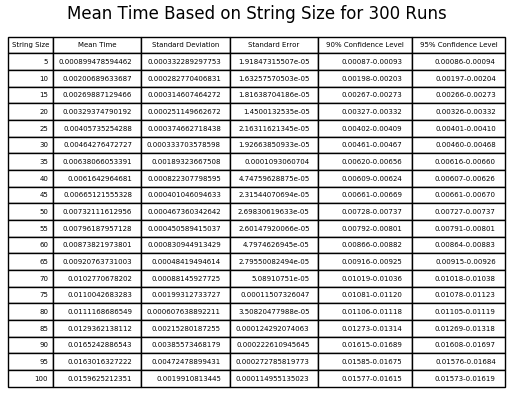 Mean Time Based on String Size for 300 Runs
String Size Mean Time Standard Deviation Standard Error 90% Confidence Level 95% Confidence Level
5 0.000899478594462 0.000332289297753 1.91847315507e-05 0.00087-0.00093 0.00086-0.00094
10 0.00200689633687 0.000282770406831 1.63257570503e-05 0.00198-0.00203 0.00197-0.00204
15 0.00269887129466 0.000314607464272 1.81638704186e-05 0.00267-0.00273 0.00266-0.00273
20 0.00329374790192 0.000251149662672 1.4500132535e-05 0.00327-0.00332 0.00326-0.00332
25 0.00405735254288 0.000374662718438 2.16311621345e-05 0.00402-0.00409 0.00401-0.00410
30 0.00464276472727 0.000333703578598 1.92663850933e-05 0.00461-0.00467 0.00460-0.00468
35 0.00638066053391 0.00189323667508 0.0001093060704 0.00620-0.00656 0.00616-0.00660
40 0.0061642964681 0.000822307798595 4.74759628875e-05 0.00609-0.00624 0.00607-0.00626
45 0.00665121555328 0.000401046094633 2.31544070694e-05 0.00661-0.00669 0.00661-0.00670
50 0.00732111612956 0.000467360342642 2.69830619633e-05 0.00728-0.00737 0.00727-0.00737
55 0.00796187957128 0.000450589415037 2.60147920066e-05 0.00792-0.00801 0.00791-0.00801
60 0.00873821973801 0.000830944913429 4.7974626945e-05 0.00866-0.00882 0.00864-0.00883
65 0.00920763731003 0.00048419494614 2.79550082494e-05 0.00916-0.00925 0.00915-0.00926
70 0.0102770678202 0.00088145927725 5.08910751e-05 0.01019-0.01036 0.01018-0.01038
75 0.0110042683283 0.00199312733727 0.00011507326047 0.01081-0.01120 0.01078-0.01123
80 0.0111168686549 0.000607638892211 3.50820477988e-05 0.01106-0.01118 0.01105-0.01119
85 0.0129362138112 0.00215280187255 0.000124292074063 0.01273-0.01314 0.01269-0.01318
90 0.0165242886543 0.00385573468179 0.000222610945645 0.01615-0.01689 0.01608-0.01697
95 0.0163016327222 0.00472478899431 0.000272785819773 0.01585-0.01675 0.01576-0.01684
100 0.0159625212351 0.0019910813445 0.000114955135023 0.01577-0.01615 0.01573-0.01619